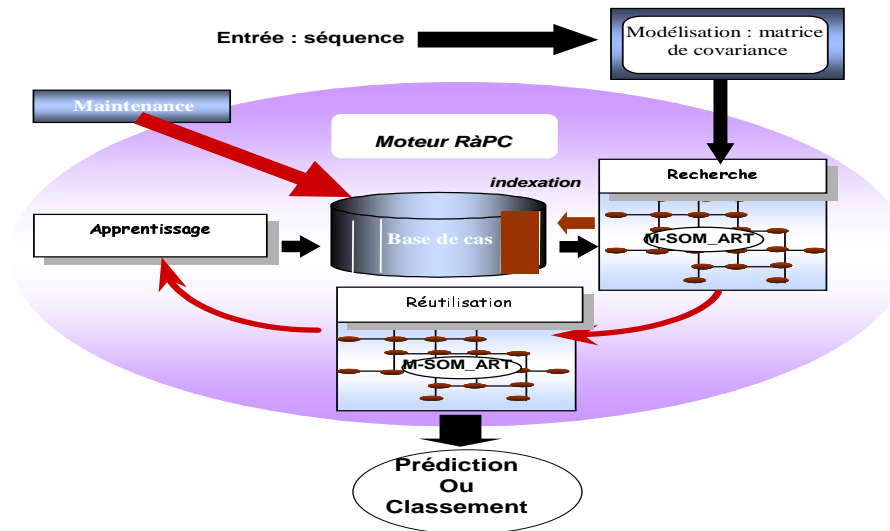 Entrée : séquence
Modélisation : matrice
de covariance
Maintenance
Moteur RàPC
indexation
Recherche
Apprentissage
Base de cas
M-SOM_ART
Réutilisation
M-SOM_ART
Prédiction
Ou
Classement